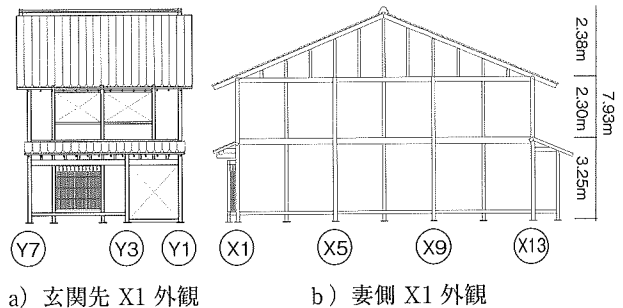 2.38m
2.30m
3.25m
7.93m
Y7 Y3 Y1
X1 X5 X9 X13
a) 玄関先 X1 外観
b) 妻側 X1 外観